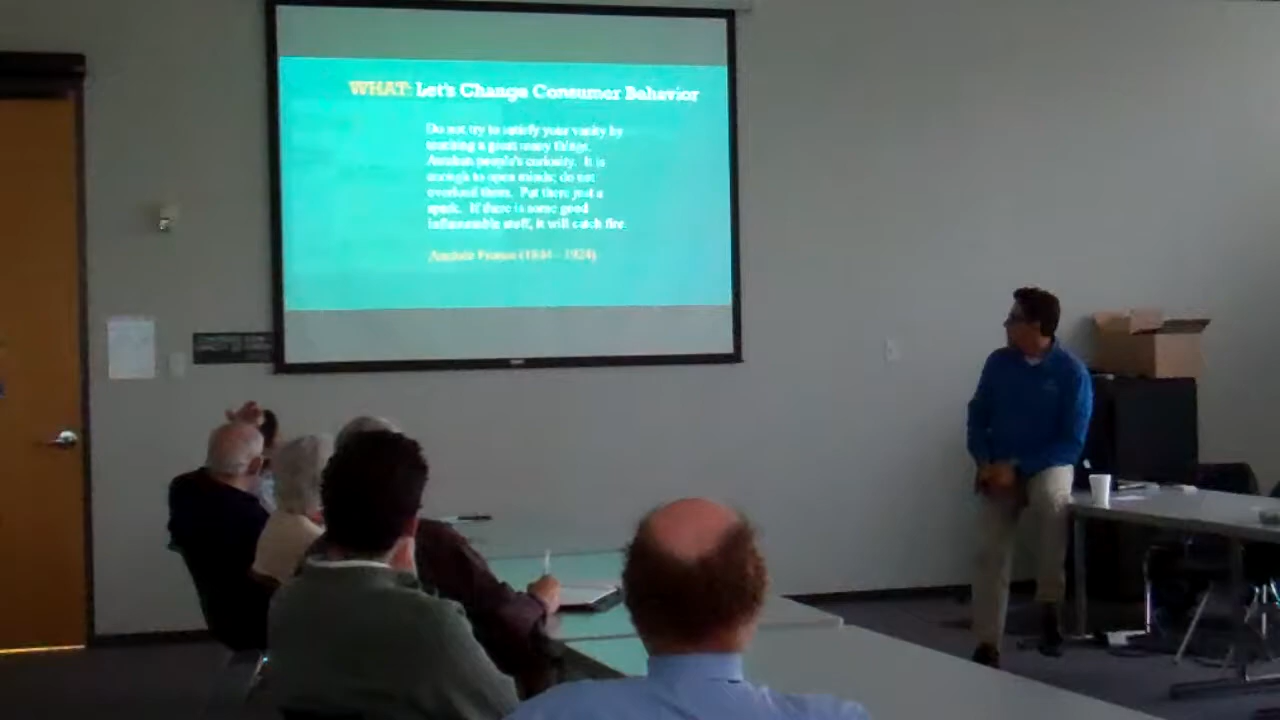 WHAT: Let's Change Consumer Behavior
Do not try to satisfy your vanity by
teaching a great many things.
Awaken people's curiosity. It is
enough to open minds; do not
overload them. Put there just a
spark. If there is some good
inflammable stuff, it will catch fire.
France (1844 - 1924)